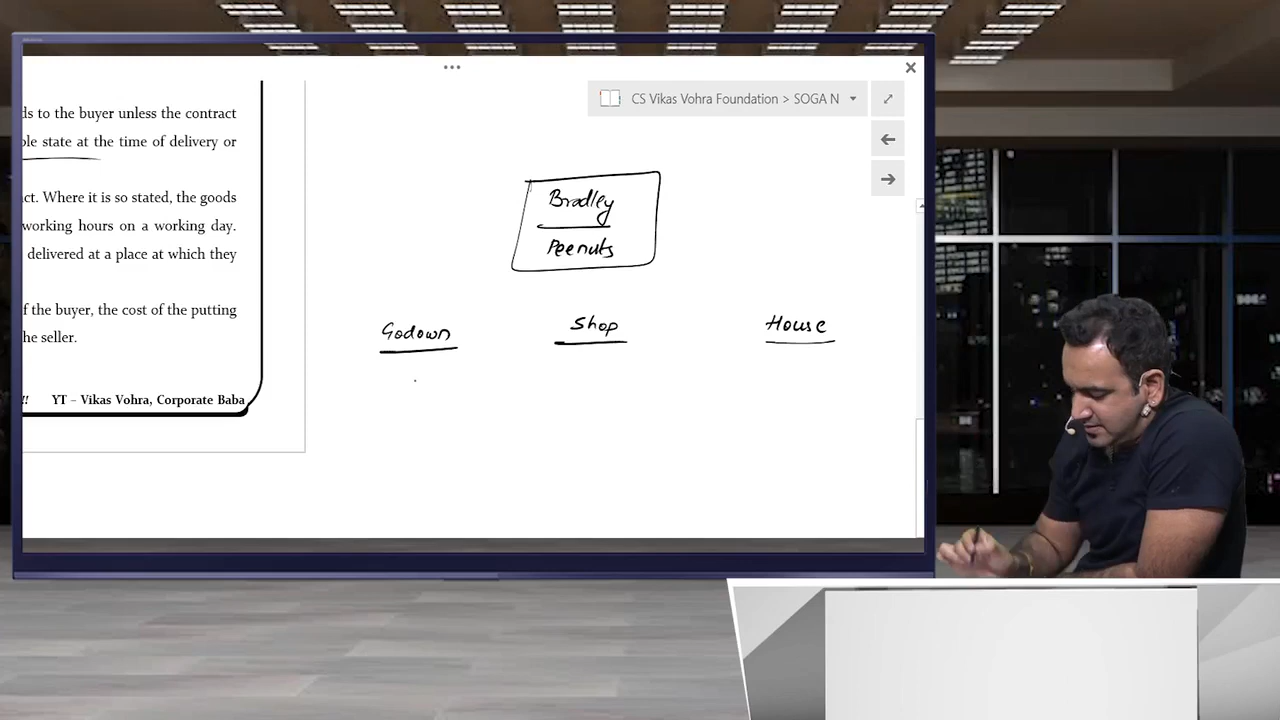 CS Vikas Vohra Foundation > SOGA N
ds to the buyer unless the contract
ble state at the time of delivery or
ct. Where it is so stated, the goods
working hours on a working day.
delivered at a place at which they
f the buyer, the cost of the putting
he seller.
!! YT – Vikas Vohra, Corporate Baba
Bradley
Peenuts
Godown Shop House